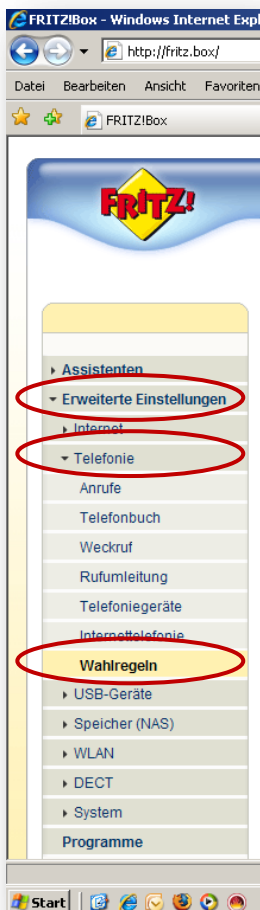 FRITZ!Box - Windows Internet Expl
http://fritz.box/
Datei Bearbeiten Ansicht Favoriten
FRITZ!Box
FRITZ!
Assistenten
Erweiterte Einstellungen
Internet
Telefonie
Anrufe
Telefonbuch
Weckruf
Rufumleitung
Telefoniegeräte
Internettelefonie
Wahlregeln
USB-Geräte
Speicher (NAS)
WLAN
DECT
System
Programme
Start